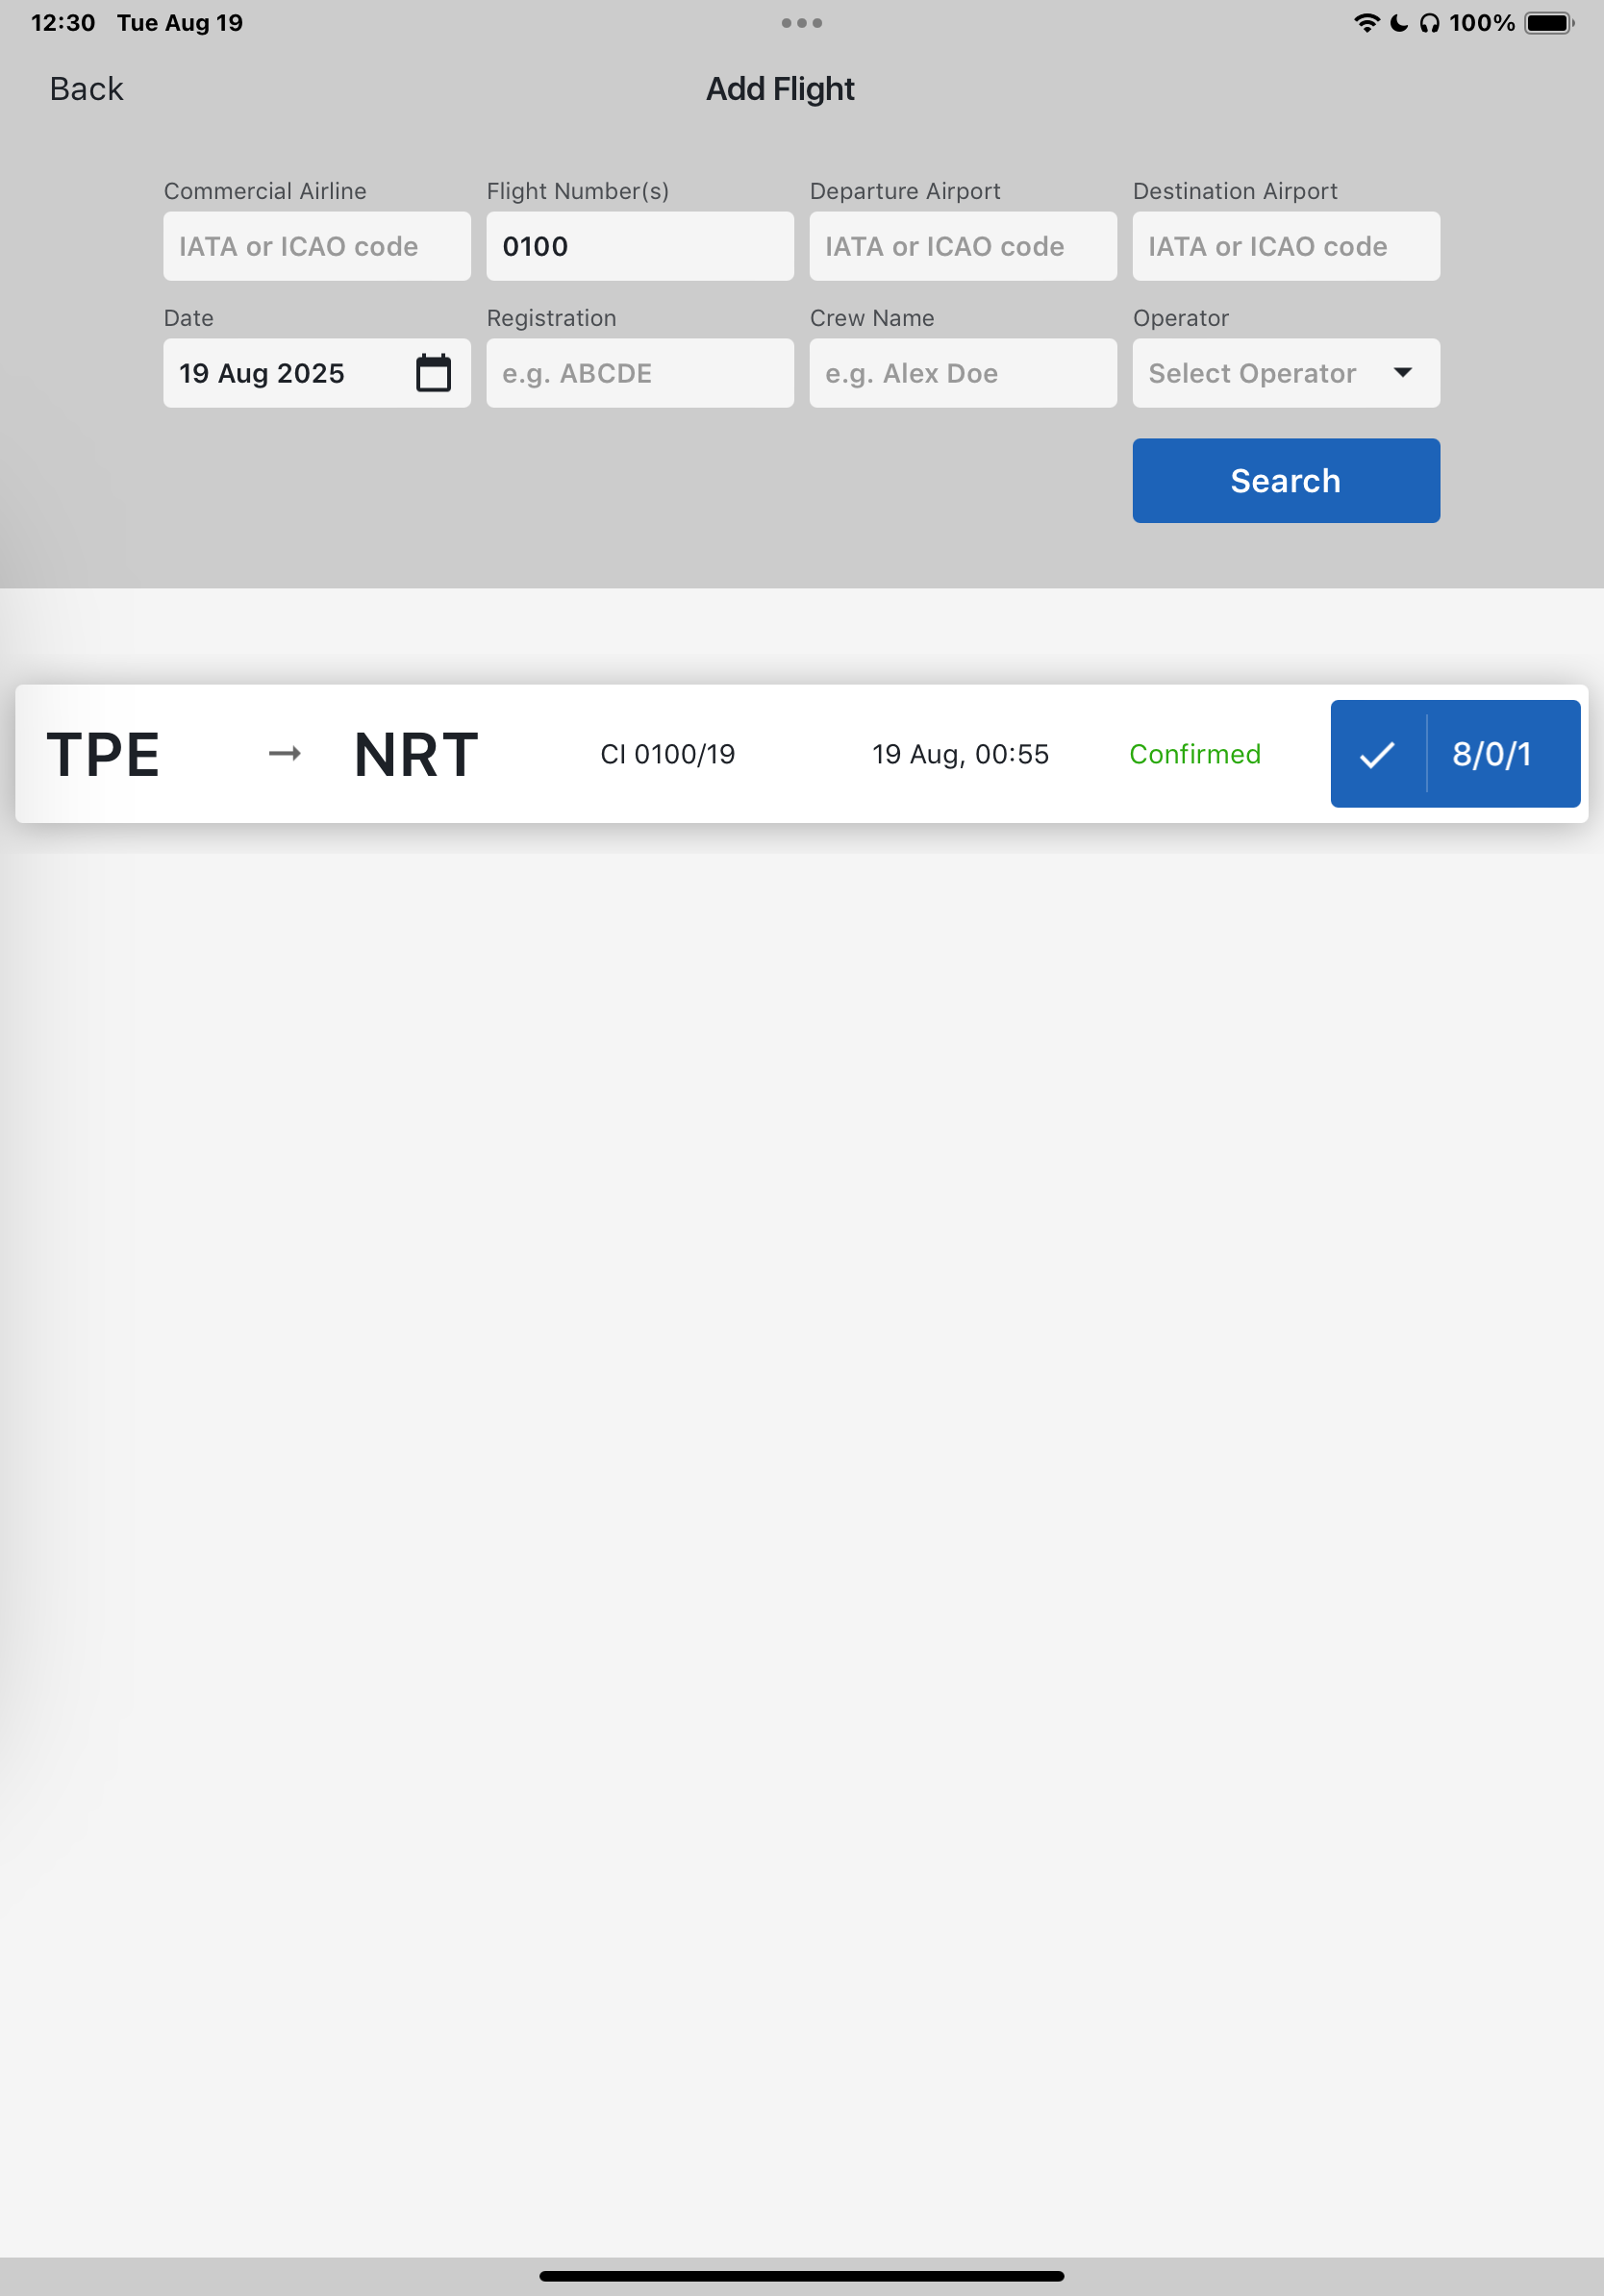 12:30 Tue Aug 19
100%
Back
Add Flight
Commercial Airline
Flight Number(s)
Departure Airport
Destination Airport
IATA or ICAO code
0100
IATA or ICAO code
IATA or ICAO code
Date
Registration
Crew Name
Operator
19 Aug 2025
e.g. ABCDE
e.g. Alex Doe
Select Operator
Search
TPE → NRT CI 0100/19 19 Aug, 00:55 Confirmed 8/0/1